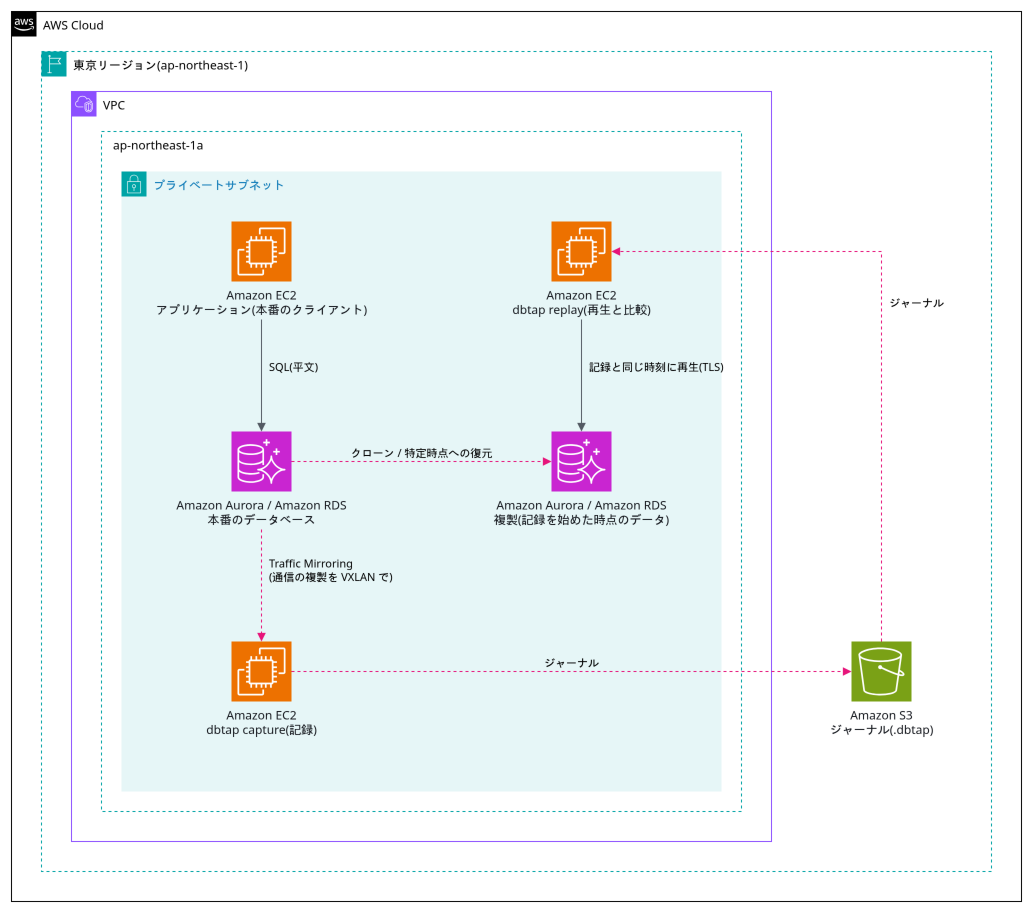 aws
AWS Cloud
東京リージョン(ap-northeast-1)
VPC
ap-northeast-1a
プライベートサブネット
Amazon EC2
アプリケーション(本番のクライアント)
Amazon EC2
dbtap replay(再生と比較)
ジャーナル
SQL(平文)
記録と同じ時刻に再生(TLS)
クローン / 特定時点への復元
Amazon Aurora / Amazon RDS
本番のデータベース
Amazon Aurora / Amazon RDS
複製(記録を始めた時点のデータ)
Traffic Mirroring
(通信の複製を VXLAN で)
ジャーナル
Amazon EC2
dbtap capture(記録)
Amazon S3
ジャーナル(.dbtap)